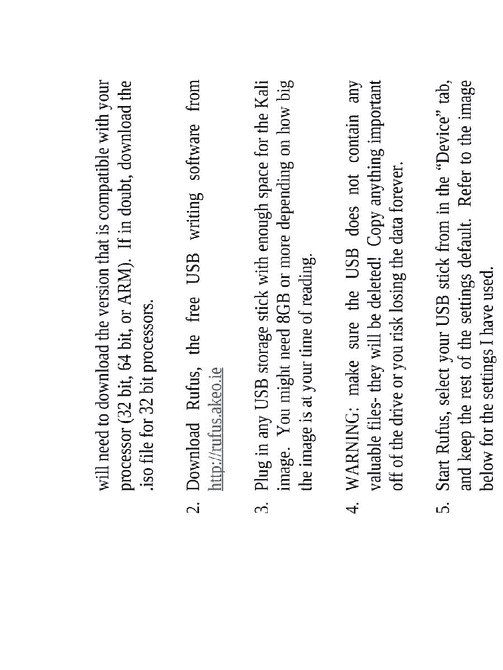 will need to download the version that is compatible with your
processor (32 bit, 64 bit, or ARM). If in doubt, download the
.iso file for 32 bit processors.
2. Download Rufus, the free USB writing software from
http://rufus.akeo.ie
3. Plug in any USB storage stick with enough space for the Kali
image. You might need 8GB or more depending on how big
the image is at your time of reading.
4. WARNING: make sure the USB does not contain any
valuable files- they will be deleted! Copy anything important
off of the drive or you risk losing the data forever.
5. Start Rufus, select your USB stick from in the “Device” tab,
and keep the rest of the settings default. Refer to the image
below for the settings I have used.